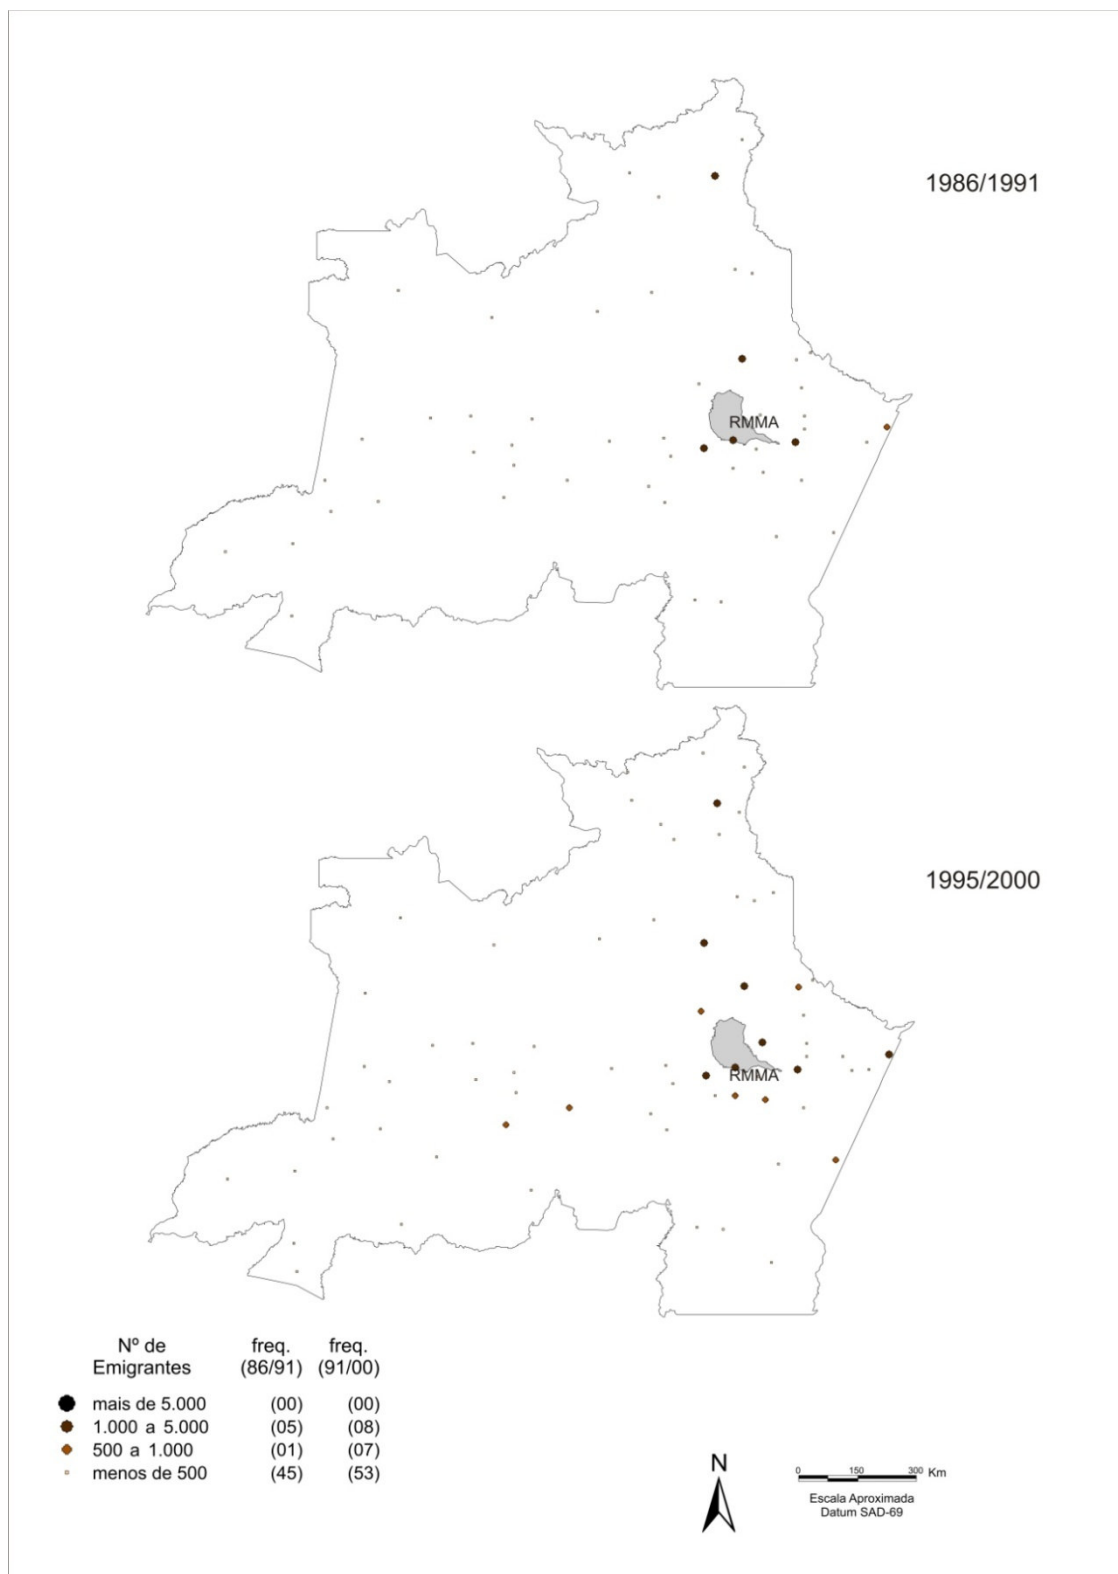 1986/1991
RMMA
1995/2000
RMMA
Nº de freq. freq.
Emigrantes (86/91) (91/00)
mais de 5.000 (00) (00)
1.000 a 5.000 (05) (08)
500 a 1.000 (01) (07)
menos de 500 (45) (53)
N
0 150 300 Km
Escala Aproximada
Datum SAD-69